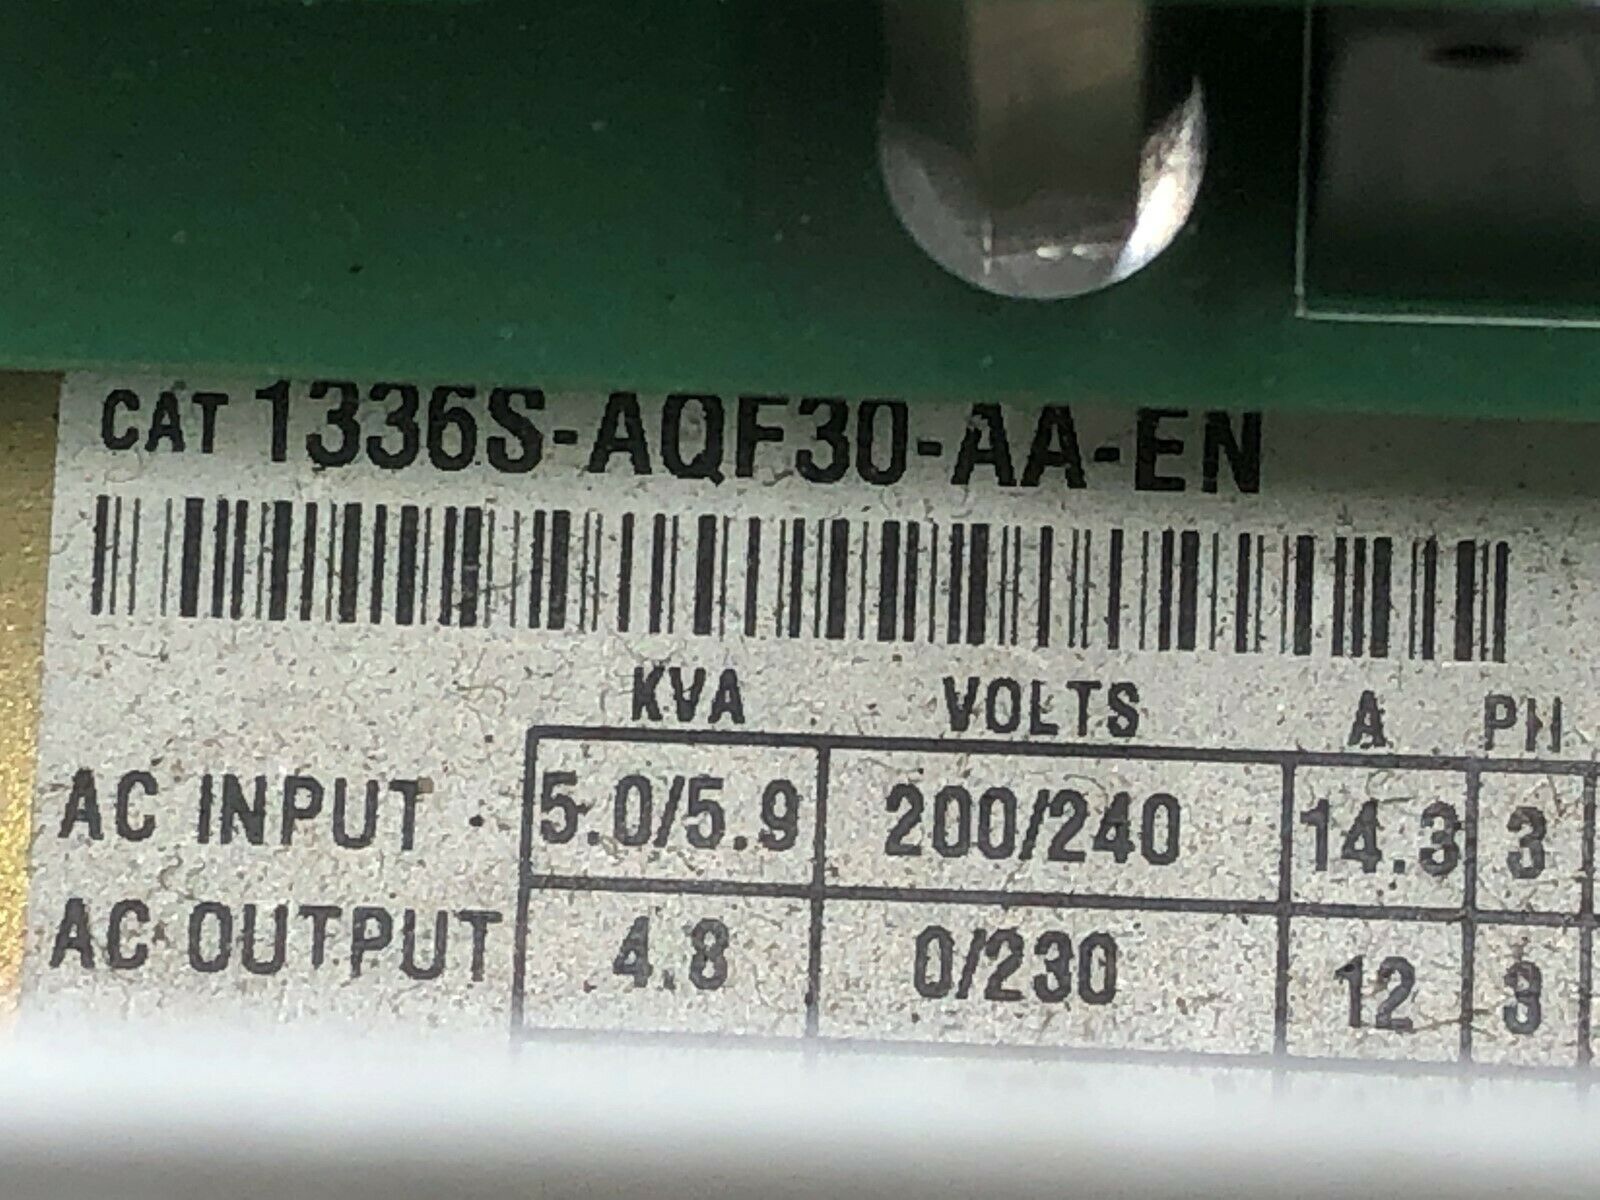 CAT 1336S-AQF30-AA-EN
KVA VOLTS A PH
AC INPUT 5.0/5.9 200/240 14.3 3
AC OUTPUT 4.8 0/230 12 3